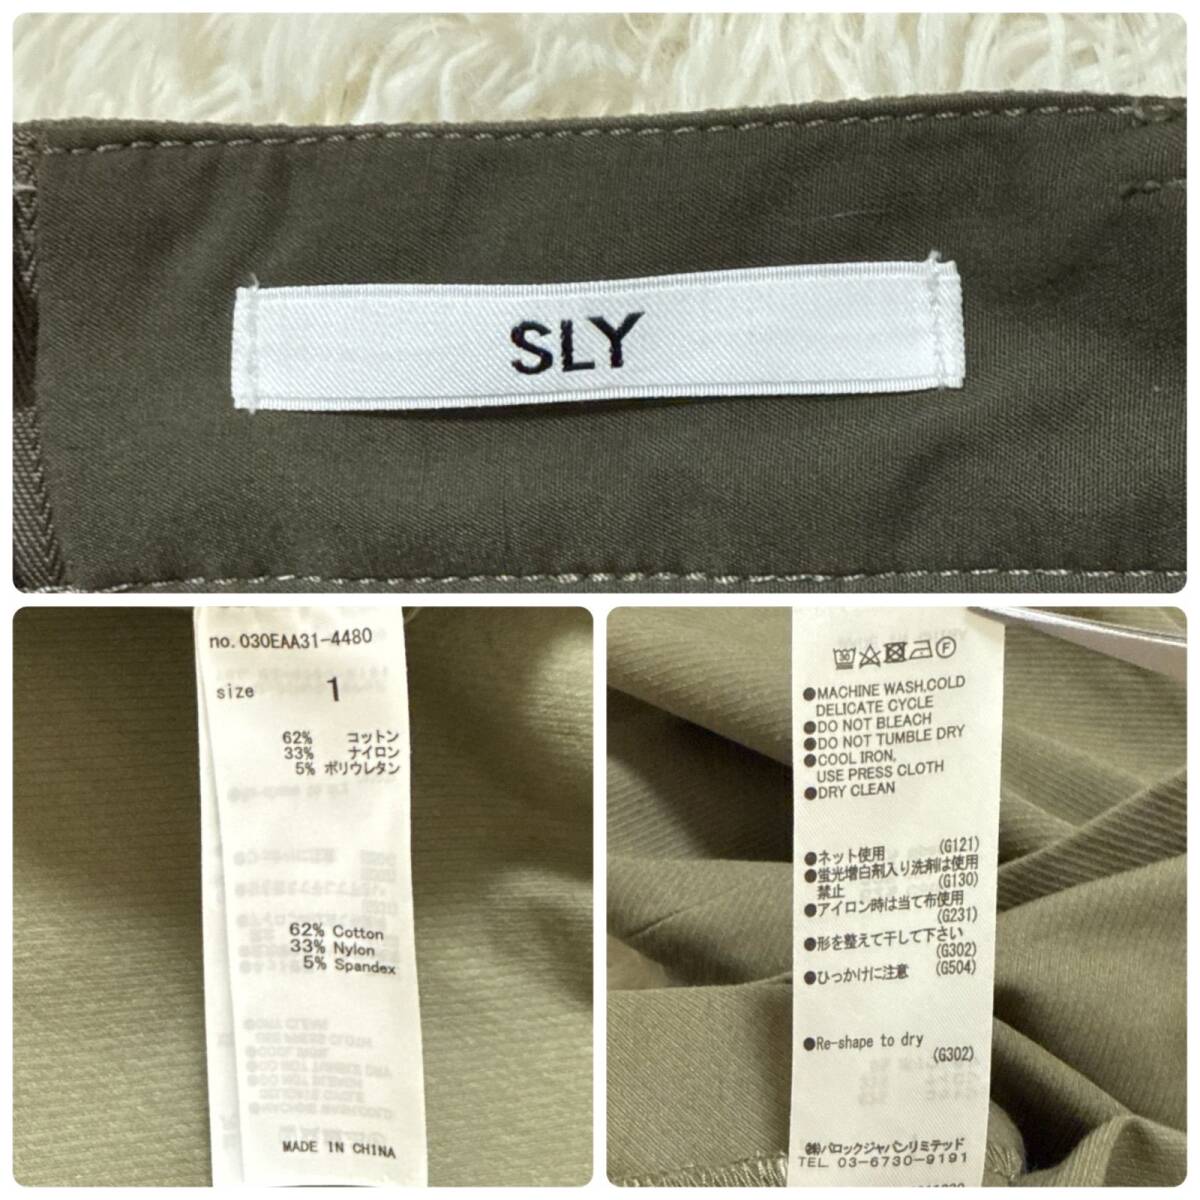 SLY
no.030EAA31-4480
size 1
62% コットン
33% ナイロン
5% ポリウレタン
62% Cotton
33% Nylon
5% Spandex
MADE IN CHINA
●MACHINE WASH,COLD
DELICATE CYCLE
●DO NOT BLEACH
●DO NOT TUMBLE DRY
●COOL IRON,
USE PRESS CLOTH
●DRY CLEAN
●ネット使用 (G121)
●蛍光増白剤入り洗剤は使用
禁止 (G130)
●アイロン時は当て布使用
(G231)
●形を整えて干して下さい
(G302)
●ひっかけに注意 (G504)
●Re-shape to dry
(G302)
㈱バロックジャパンリミテッド
TEL 03-6730-9191